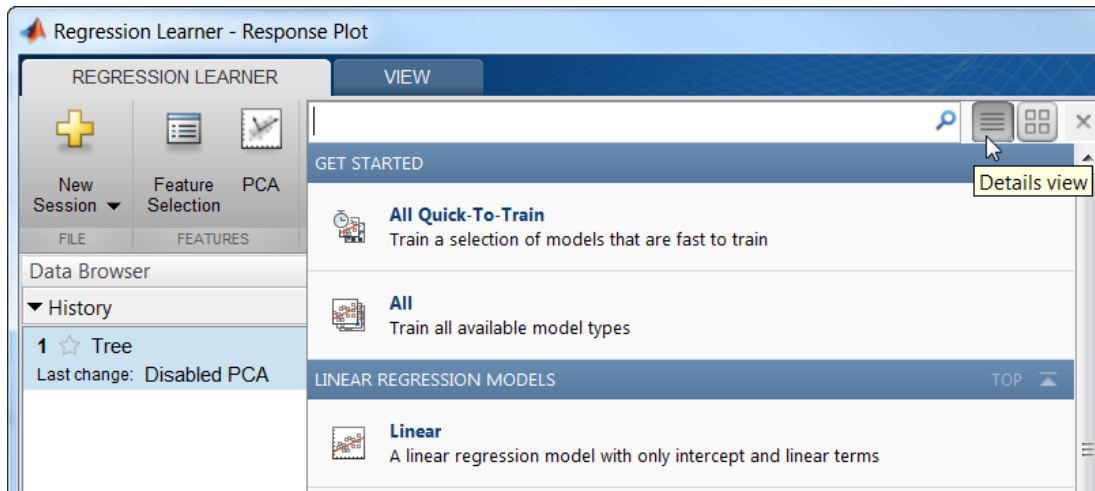 Regression Learner - Response Plot
REGRESSION LEARNER
VIEW
New
Session
Feature
Selection
PCA
FILE
FEATURES
GET STARTED
Details view
All Quick-To-Train
Train a selection of models that are fast to train
All
Train all available model types
LINEAR REGRESSION MODELS
TOP
Linear
A linear regression model with only intercept and linear terms
Data Browser
History
1 Tree
Last change: Disabled PCA